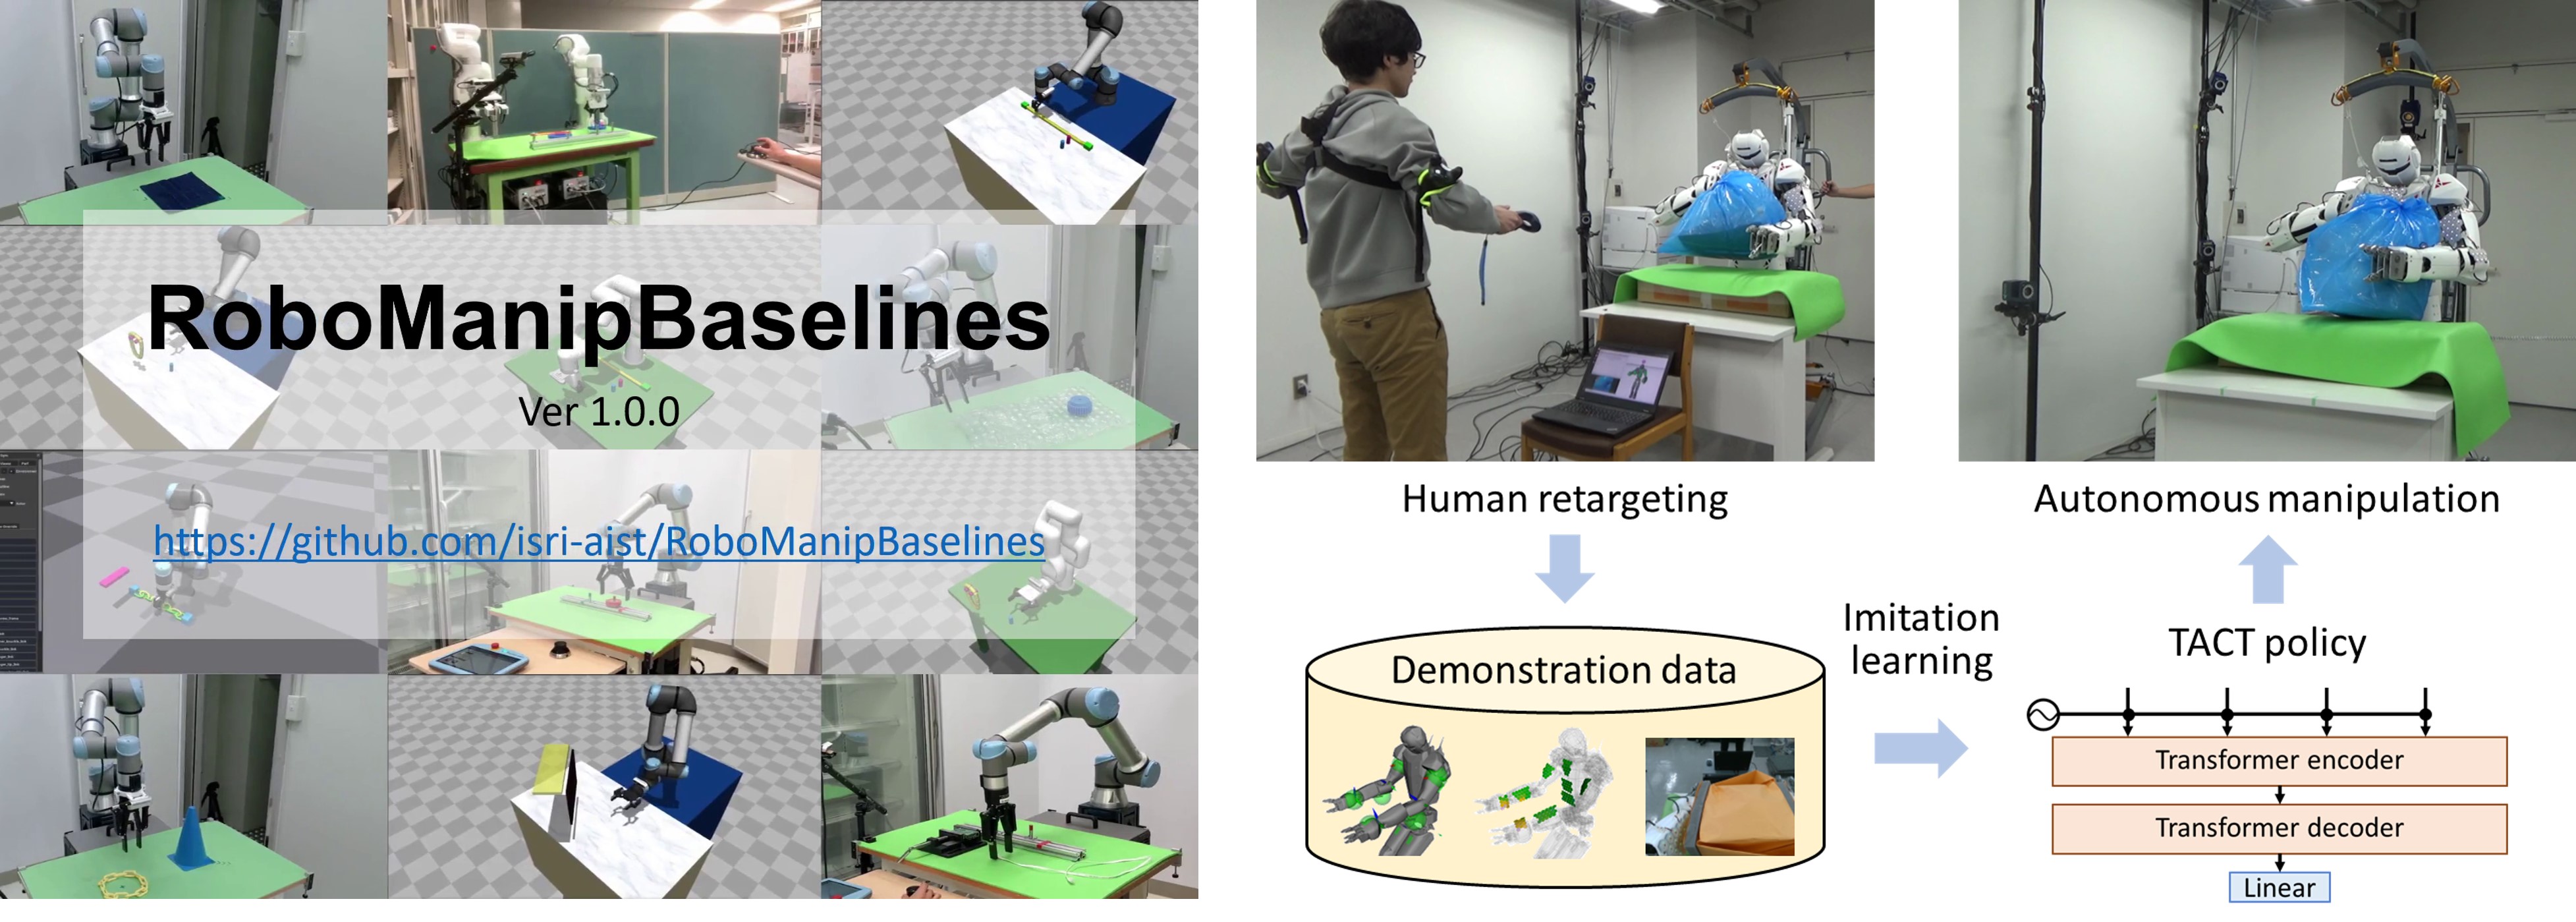 RoboManipBaselines
Ver 1.0.0
https://github.com/isri-aist/RoboManipBaselines
Human retargeting
Autonomous manipulation
Demonstration data
Imitation
learning
TACT policy
Transformer encoder
Transformer decoder
Linear